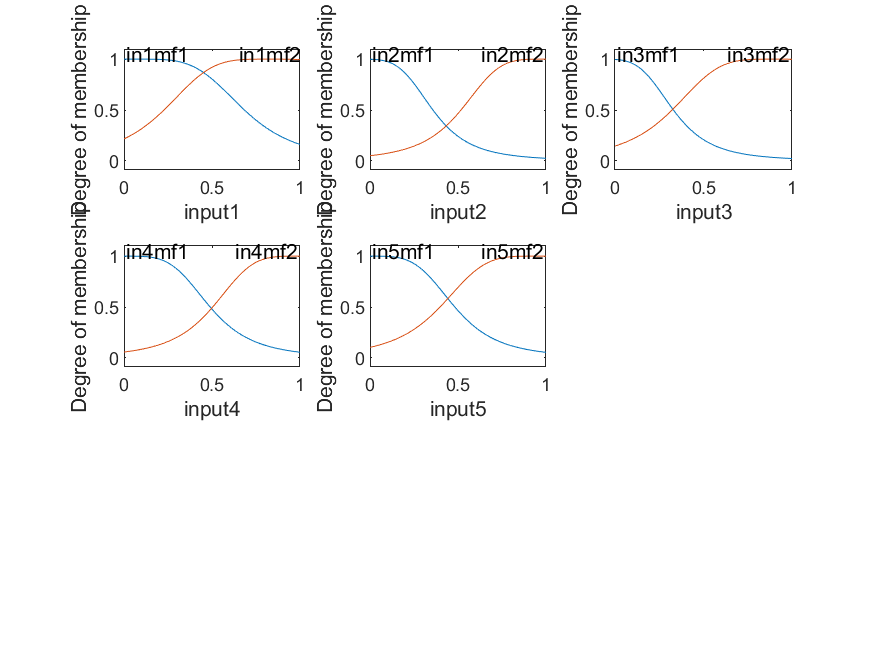 Degree of membership
in1mf1 in1mf2
1
0.5
0
0 0.5 1
input1
Degree of membership
in2mf1 in2mf2
1
0.5
0
0 0.5 1
input2
Degree of membership
in3mf1 in3mf2
1
0.5
0
0 0.5 1
input3
Degree of membership
in4mf1 in4mf2
1
0.5
0
0 0.5 1
input4
Degree of membership
in5mf1 in5mf2
1
0.5
0
0 0.5 1
input5